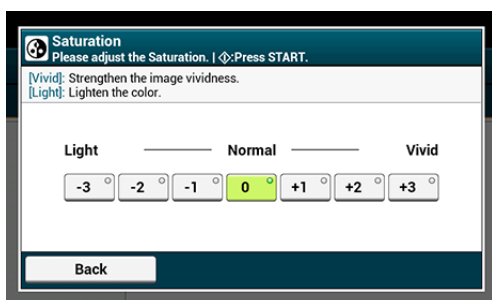 Saturation
Please adjust the Saturation. | ◇:Press START.
[Vivid]: Strengthen the image vividness.
[Light]: Lighten the color.
Light Normal Vivid
-3 -2 -1 0 +1 +2 +3
Back